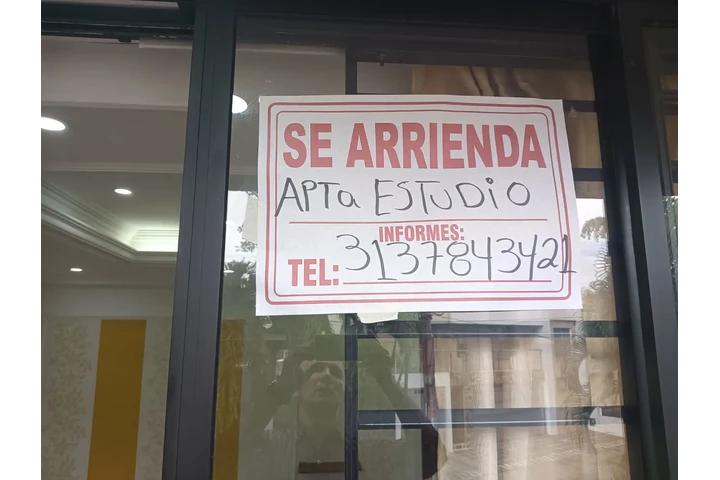 SE ARRIENDA
APTa ESTUDiO
INFORMES:
TEL: 3137843421